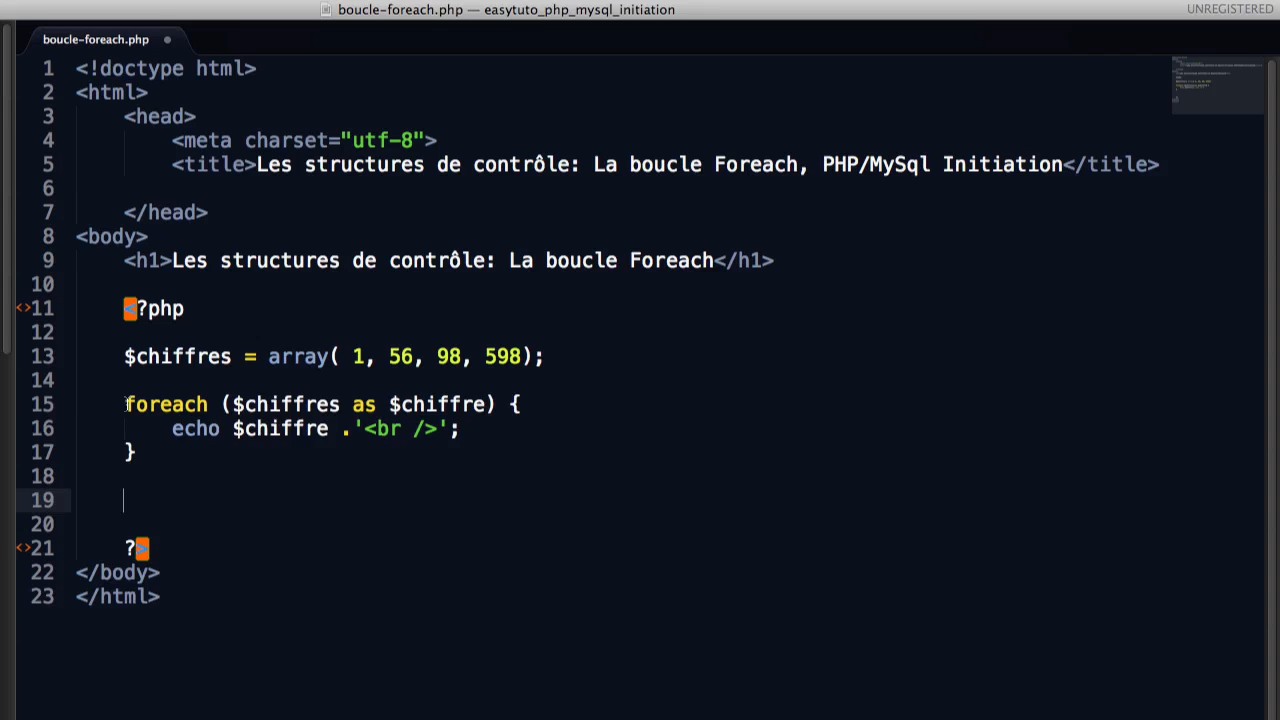 boucle-foreach.php — easytuto_php_mysql_initiation
UNREGISTERED
boucle-foreach.php
1 <!doctype html>
2 <html>
3 <head>
4 <meta charset="utf-8">
5 <title>Les structures de contrôle: La boucle Foreach, PHP/MySql Initiation</title>
6
7 </head>
8 <body>
9 <h1>Les structures de contrôle: La boucle Foreach</h1>
10
<>11 <?php
12
13 $chiffres = array( 1, 56, 98, 598);
14
15 foreach ($chiffres as $chiffre) {
16 echo $chiffre .'<br />';
17 }
18
19
20
<>21 ?>
22 </body>
23 </html>